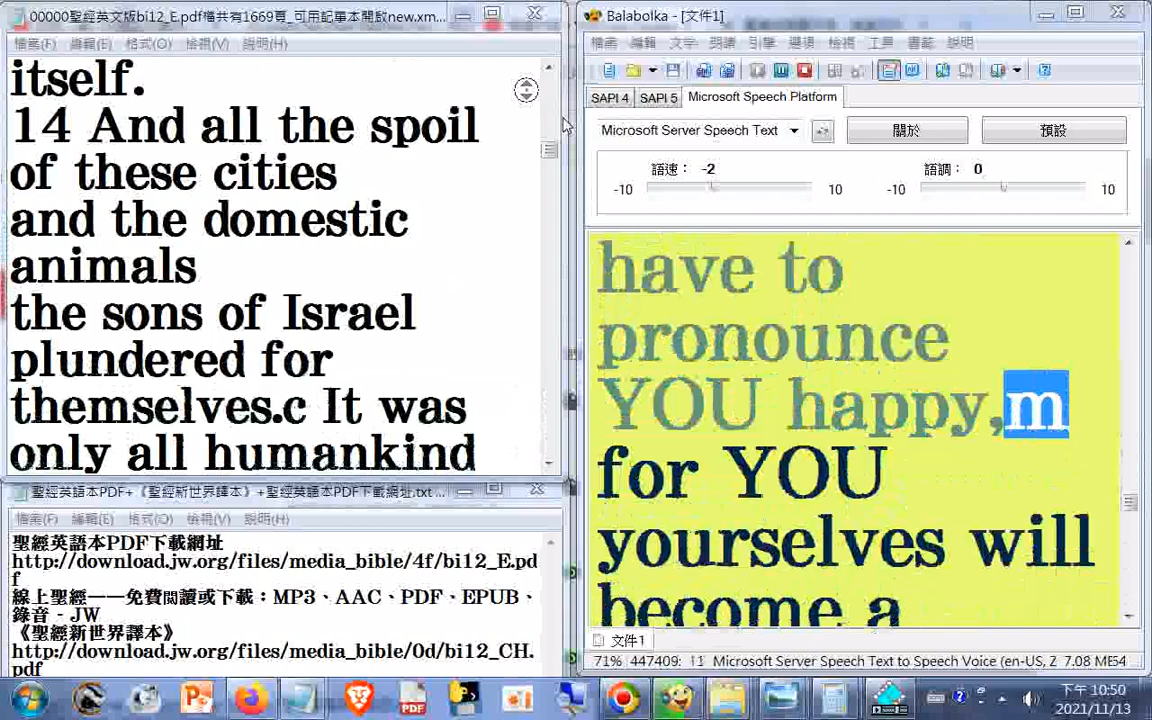 00000聖經英文版bi12_E.pdf檔共有1669頁_可用記事本開啟new.xm...
檔案(F) 編輯(E) 格式(O) 檢視(V) 說明(H)
itself.
14 And all the spoil
of these cities
and the domestic
animals
the sons of Israel
plundered for
themselves.c It was
only all humankind
聖經英語本PDF+《聖經新世界譯本》+聖經英語本PDF下載網址.txt ...
檔案(F) 編輯(E) 格式(O) 檢視(V) 說明(H)
聖經英語本PDF下載網址
http://download.jw.org/files/media_bible/4f/bi12_E.pd
f
線上聖經——免費閱讀或下載：MP3、AAC、PDF、EPUB、
錄音 - JW
《聖經新世界譯本》
http://download.jw.org/files/media_bible/0d/bi12_CH.
pdf
Balabolka - [文件1]
檔案 編輯 文字 閱讀 引擎 選項 檢視 工具 書籤 說明
SAPI 4 SAPI 5 Microsoft Speech Platform
Microsoft Server Speech Text 關於 預設
語速： -2 語調： 0
-10 10 -10 10
have to
pronounce
YOU happy,m
for YOU
yourselves will
become a
文件1
71% 447409: 11 Microsoft Server Speech Text to Speech Voice (en-US, Z 7.08 ME54
PDF
下午 10:50
2021/11/13